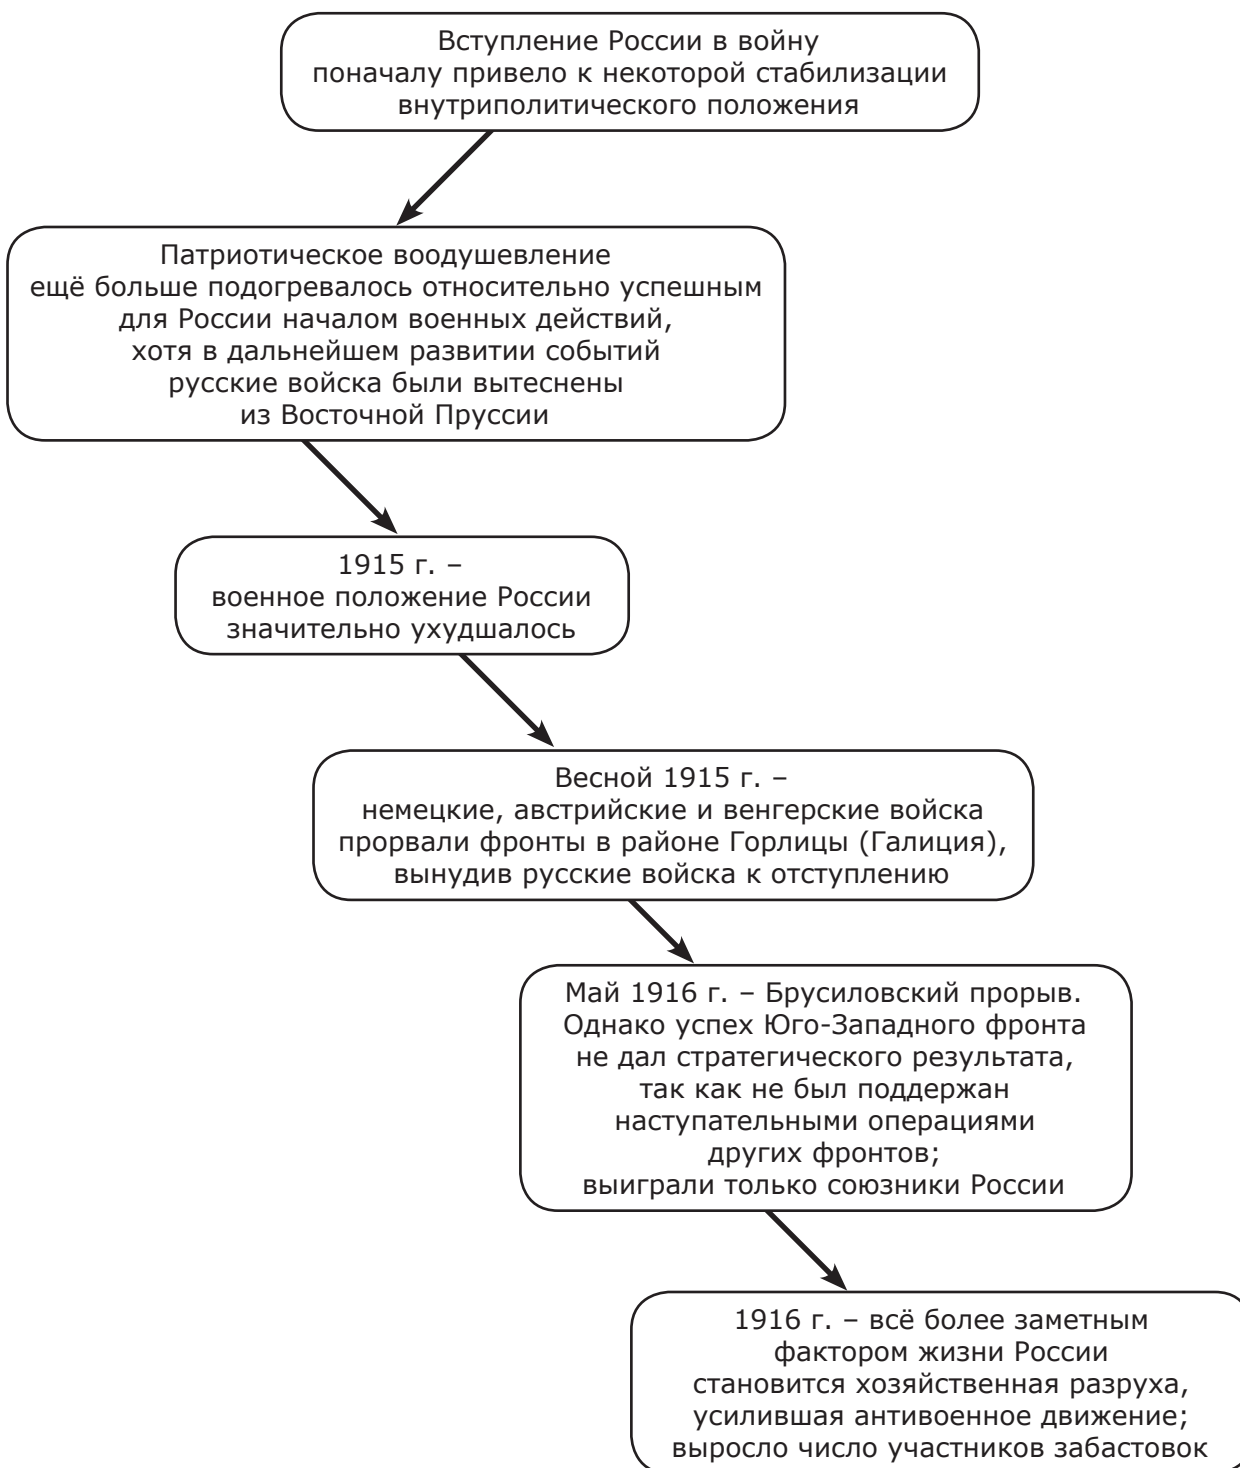 Вступление России в войну
поначалу привело к некоторой стабилизации
внутриполитического положения
Патриотическое воодушевление
ещё больше подогревалось относительно успешным
для России началом военных действий,
хотя в дальнейшем развитии событий
русские войска были вытеснены
из Восточной Пруссии
1915 г. –
военное положение России
значительно ухудшалось
Весной 1915 г. –
немецкие, австрийские и венгерские войска
прорвали фронты в районе Горлицы (Галиция),
вынудив русские войска к отступлению
Май 1916 г. – Брусиловский прорыв.
Однако успех Юго-Западного фронта
не дал стратегического результата,
так как не был поддержан
наступательными операциями
других фронтов;
выиграли только союзники России
1916 г. – всё более заметным
фактором жизни России
становится хозяйственная разруха,
усилившая антивоенное движение;
выросло число участников забастовок